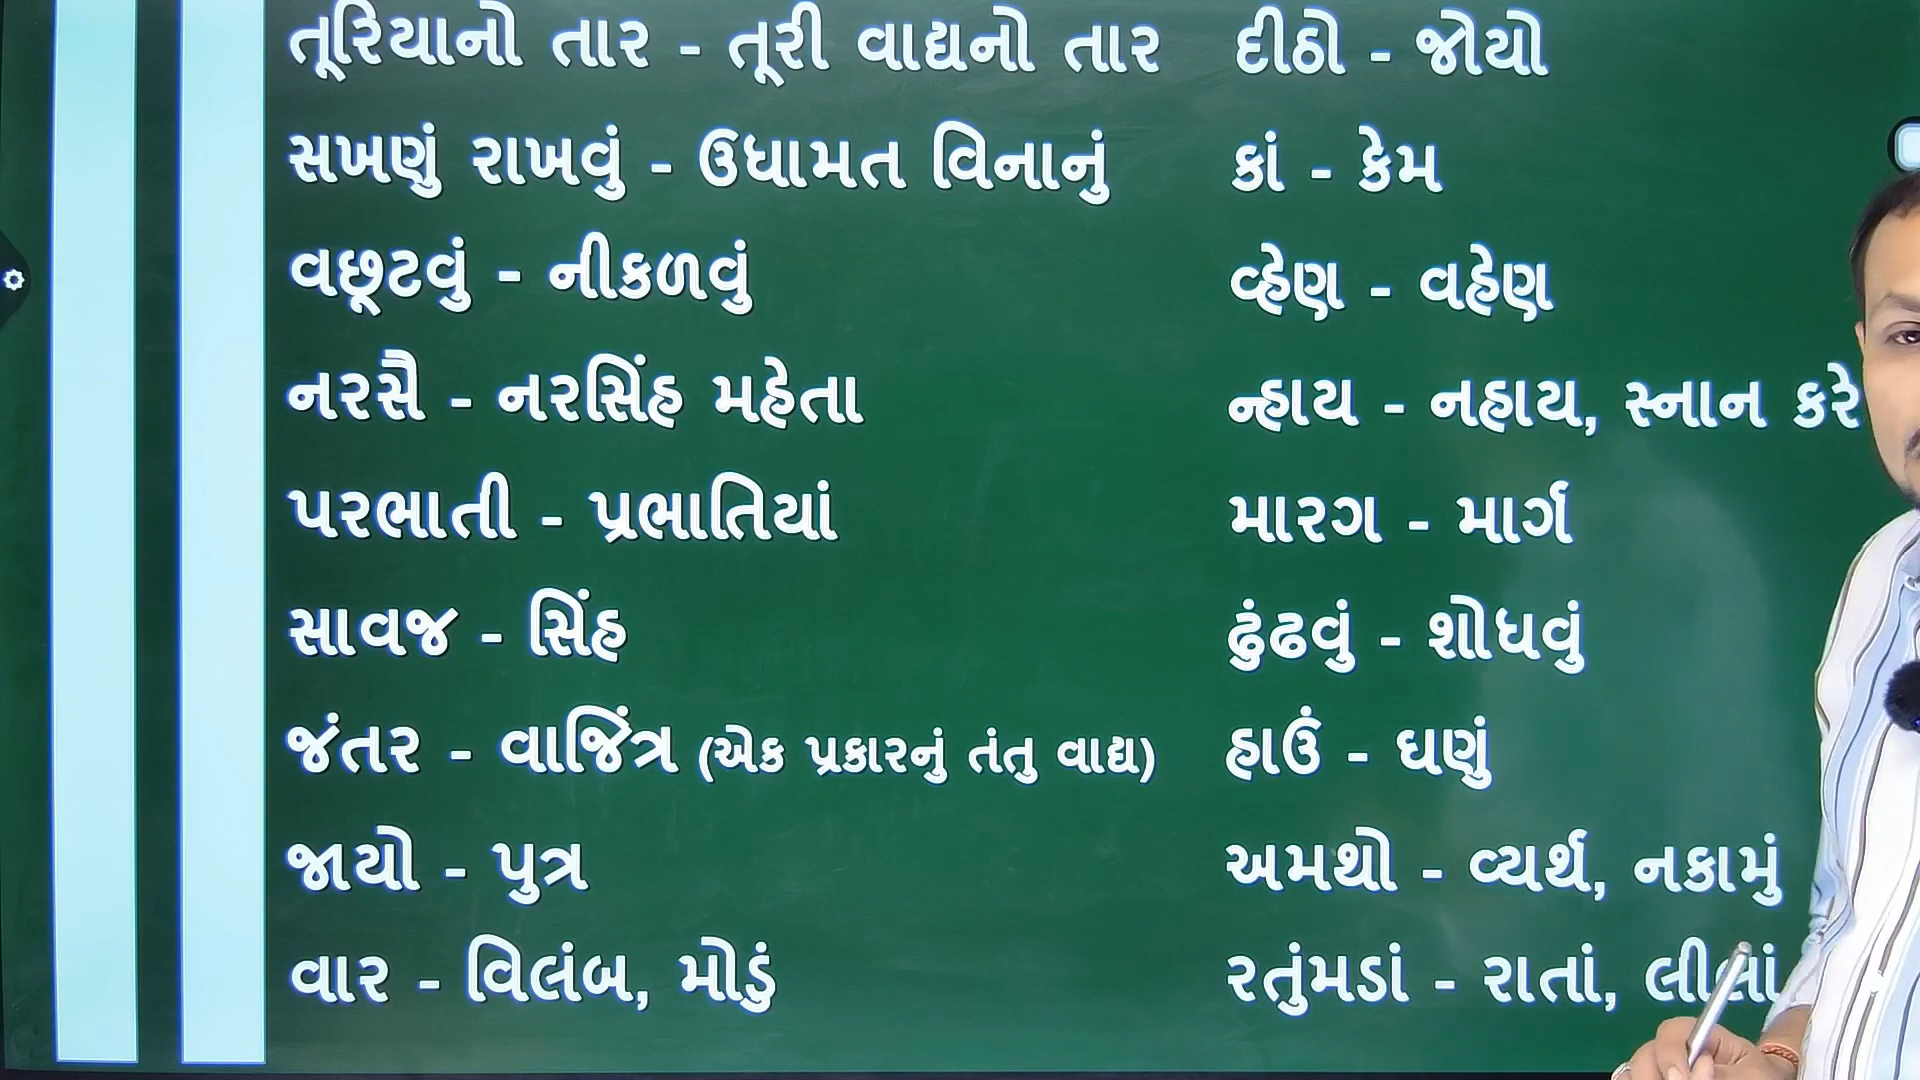 તૂરિયાનો તાર - તૂરી વાદ્યનો તાર
સખણું રાખવું - ઉધામત વિનાનું
વછૂટવું - નીકળવું
નરસૈ - નરસિંહ મહેતા
પરભાતી - પ્રભાતિયાં
સાવજ - સિંહ
જંતર - વાજિંત્ર (એક પ્રકારનું તંતુ વાદ્ય)
જાયો - પુત્ર
વાર - વિલંબ, મોડું
દીઠો - જોયો
કાં - કેમ
વ્હેણ - વહેણ
ન્હાય - નહાય, સ્નાન કરે
મારગ - માર્ગ
ઢુંઢવું - શોધવું
હાઉં - ઘણું
અમથો - વ્યર્થ, નકામું
રતુંમડાં - રાતાં, લીલાં